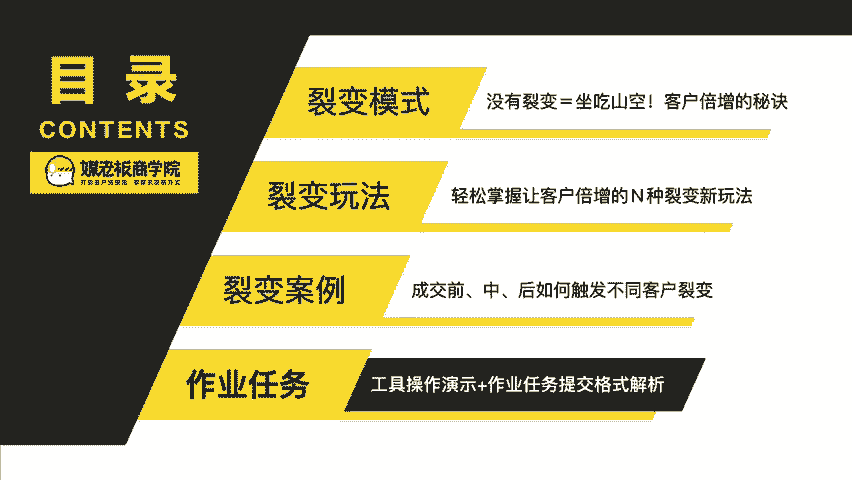 目 录
CONTENTS
媒老板商学院
裂变模式
没有裂变=坐吃山空！客户倍增的秘诀
裂变玩法
轻松掌握让客户倍增的N种裂变新玩法
裂变案例
成交前、中、后如何触发不同客户裂变
作业任务
工具操作演示+作业任务提交格式解析